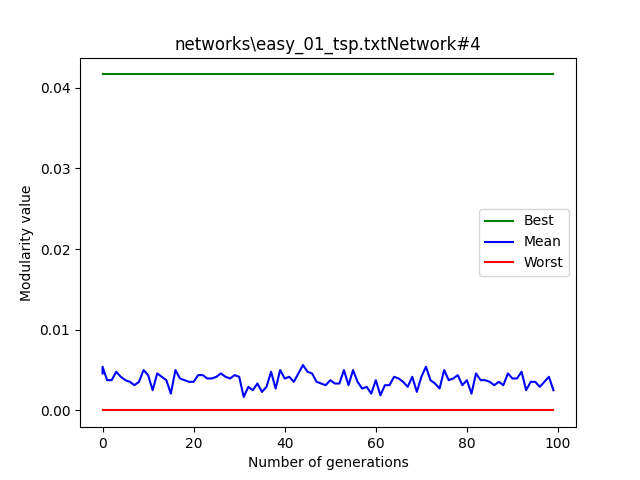 networks\easy_01_tsp.txtNetwork#4
Modularity value
0.04
0.03
0.02
0.01
0.00
Best
Mean
Worst
0 20 40 60 80 100
Number of generations